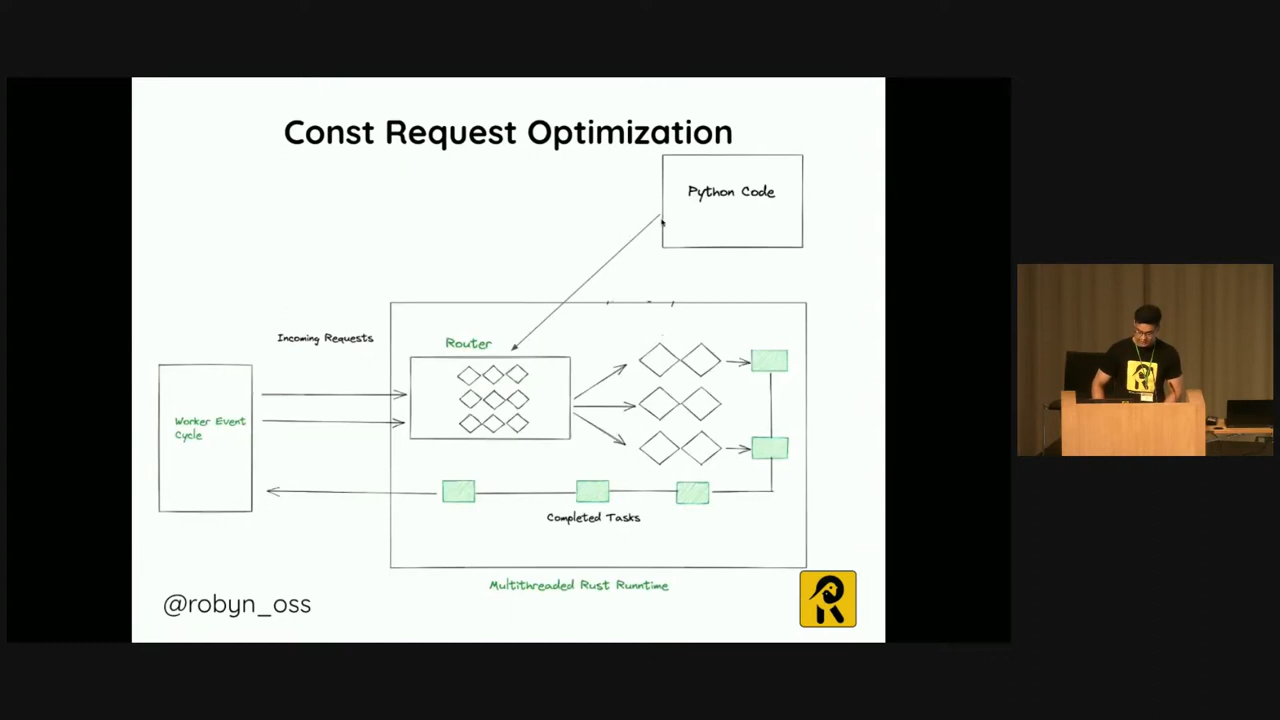 Const Request Optimization
Python Code
Incoming Requests
Router
Worker Event
Cycle
Completed Tasks
Multithreaded Rust Runntime
@robyn_oss
R